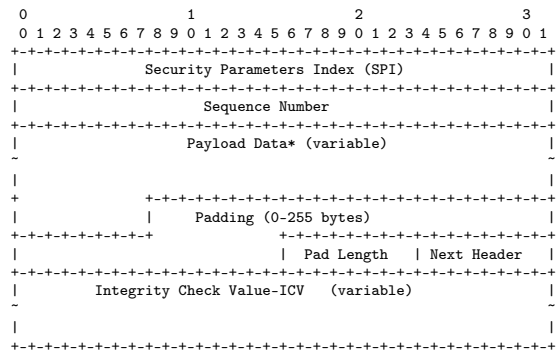 0                   1                   2                   3
 0 1 2 3 4 5 6 7 8 9 0 1 2 3 4 5 6 7 8 9 0 1 2 3 4 5 6 7 8 9 0 1
+-+-+-+-+-+-+-+-+-+-+-+-+-+-+-+-+-+-+-+-+-+-+-+-+-+-+-+-+-+-+-+-+
|               Security Parameters Index (SPI)                 |
+-+-+-+-+-+-+-+-+-+-+-+-+-+-+-+-+-+-+-+-+-+-+-+-+-+-+-+-+-+-+-+-+
|                      Sequence Number                          |
+-+-+-+-+-+-+-+-+-+-+-+-+-+-+-+-+-+-+-+-+-+-+-+-+-+-+-+-+-+-+-+-+
|                    Payload Data* (variable)                   |
~                                                               ~
|                                                               |
+               +-+-+-+-+-+-+-+-+-+-+-+-+-+-+-+-+-+-+-+-+-+-+-+-+
|               |     Padding (0-255 bytes)                     |
+-+-+-+-+-+-+-+-+               +-+-+-+-+-+-+-+-+-+-+-+-+-+-+-+-+
|                               |  Pad Length   | Next Header   |
+-+-+-+-+-+-+-+-+-+-+-+-+-+-+-+-+-+-+-+-+-+-+-+-+-+-+-+-+-+-+-+-+
|         Integrity Check Value-ICV   (variable)                |
~                                                               ~
|                                                               |
+-+-+-+-+-+-+-+-+-+-+-+-+-+-+-+-+-+-+-+-+-+-+-+-+-+-+-+-+-+-+-+-+